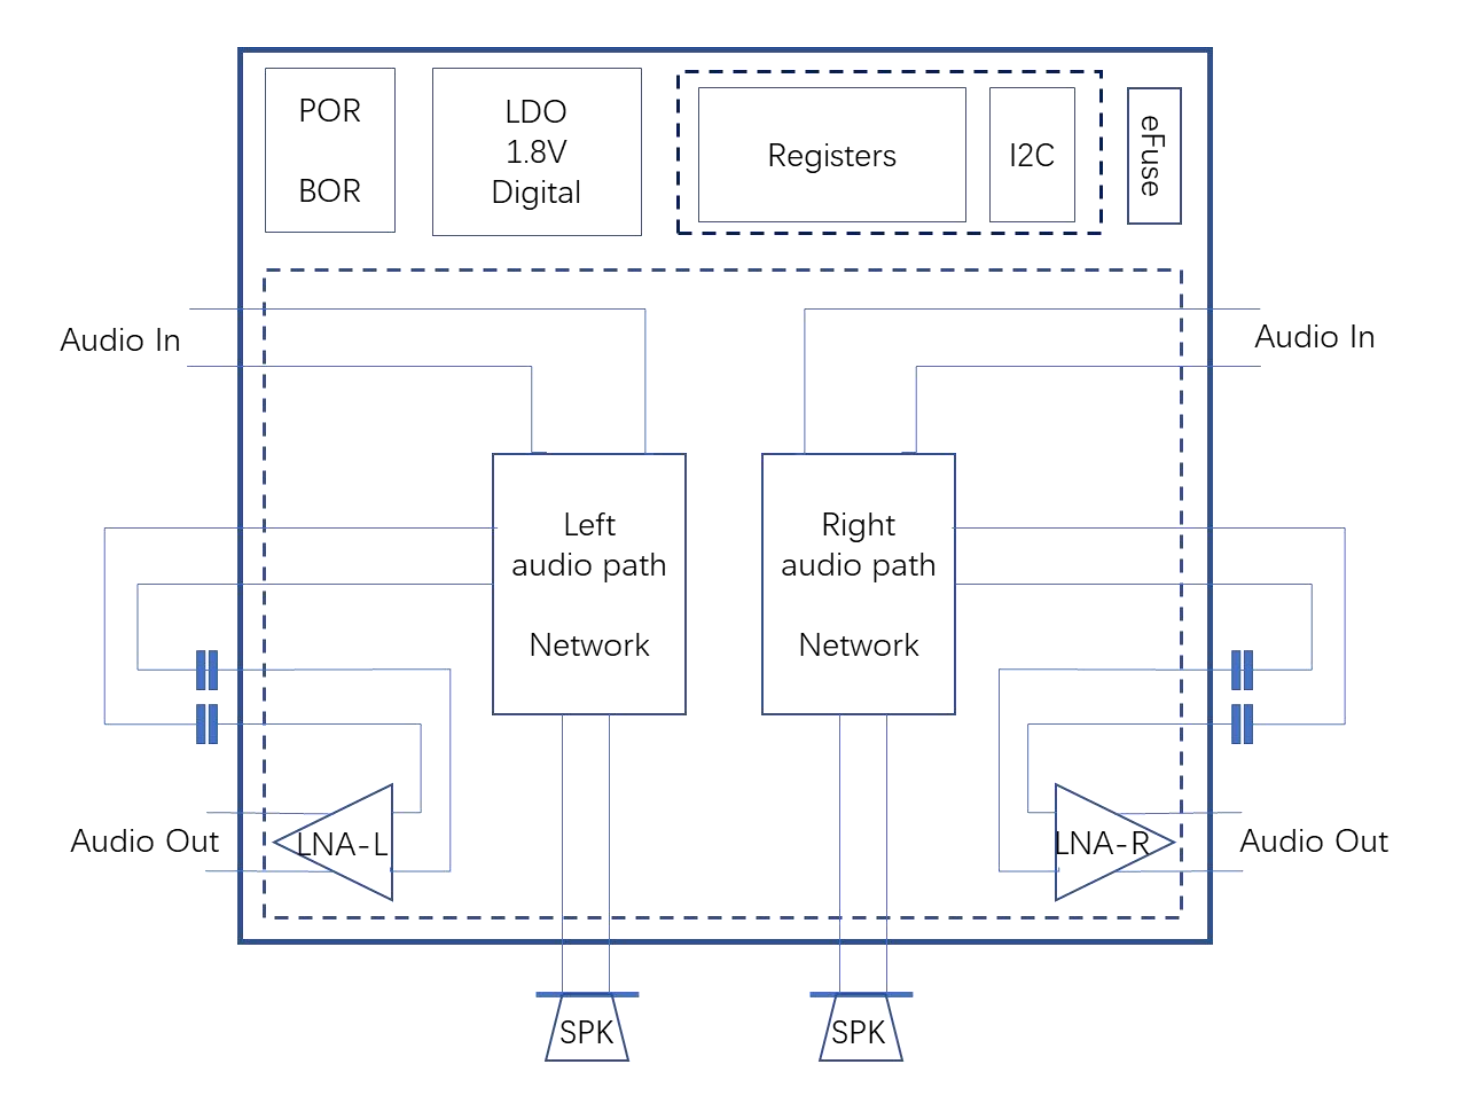 POR
BOR
LDO
1.8V
Digital
Registers
I2C
eFuse
Audio In
Audio In
Left
audio path
Network
Right
audio path
Network
Audio Out
LNA-L
LNA-R
Audio Out
SPK
SPK